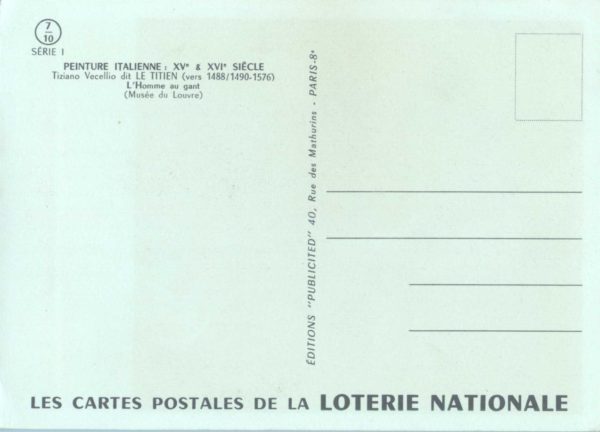 7
10
SÉRIE I
PEINTURE ITALIENNE : XVe & XVIe SIÈCLE
Tiziano Vecellio dit LE TITIEN (vers 1488/1490-1576)
L'Homme au gant
(Musée du Louvre)
ÉDITIONS "PUBLICITED" 40, Rue des Mathurins - PARIS-8e
LES CARTES POSTALES DE LA LOTERIE NATIONALE